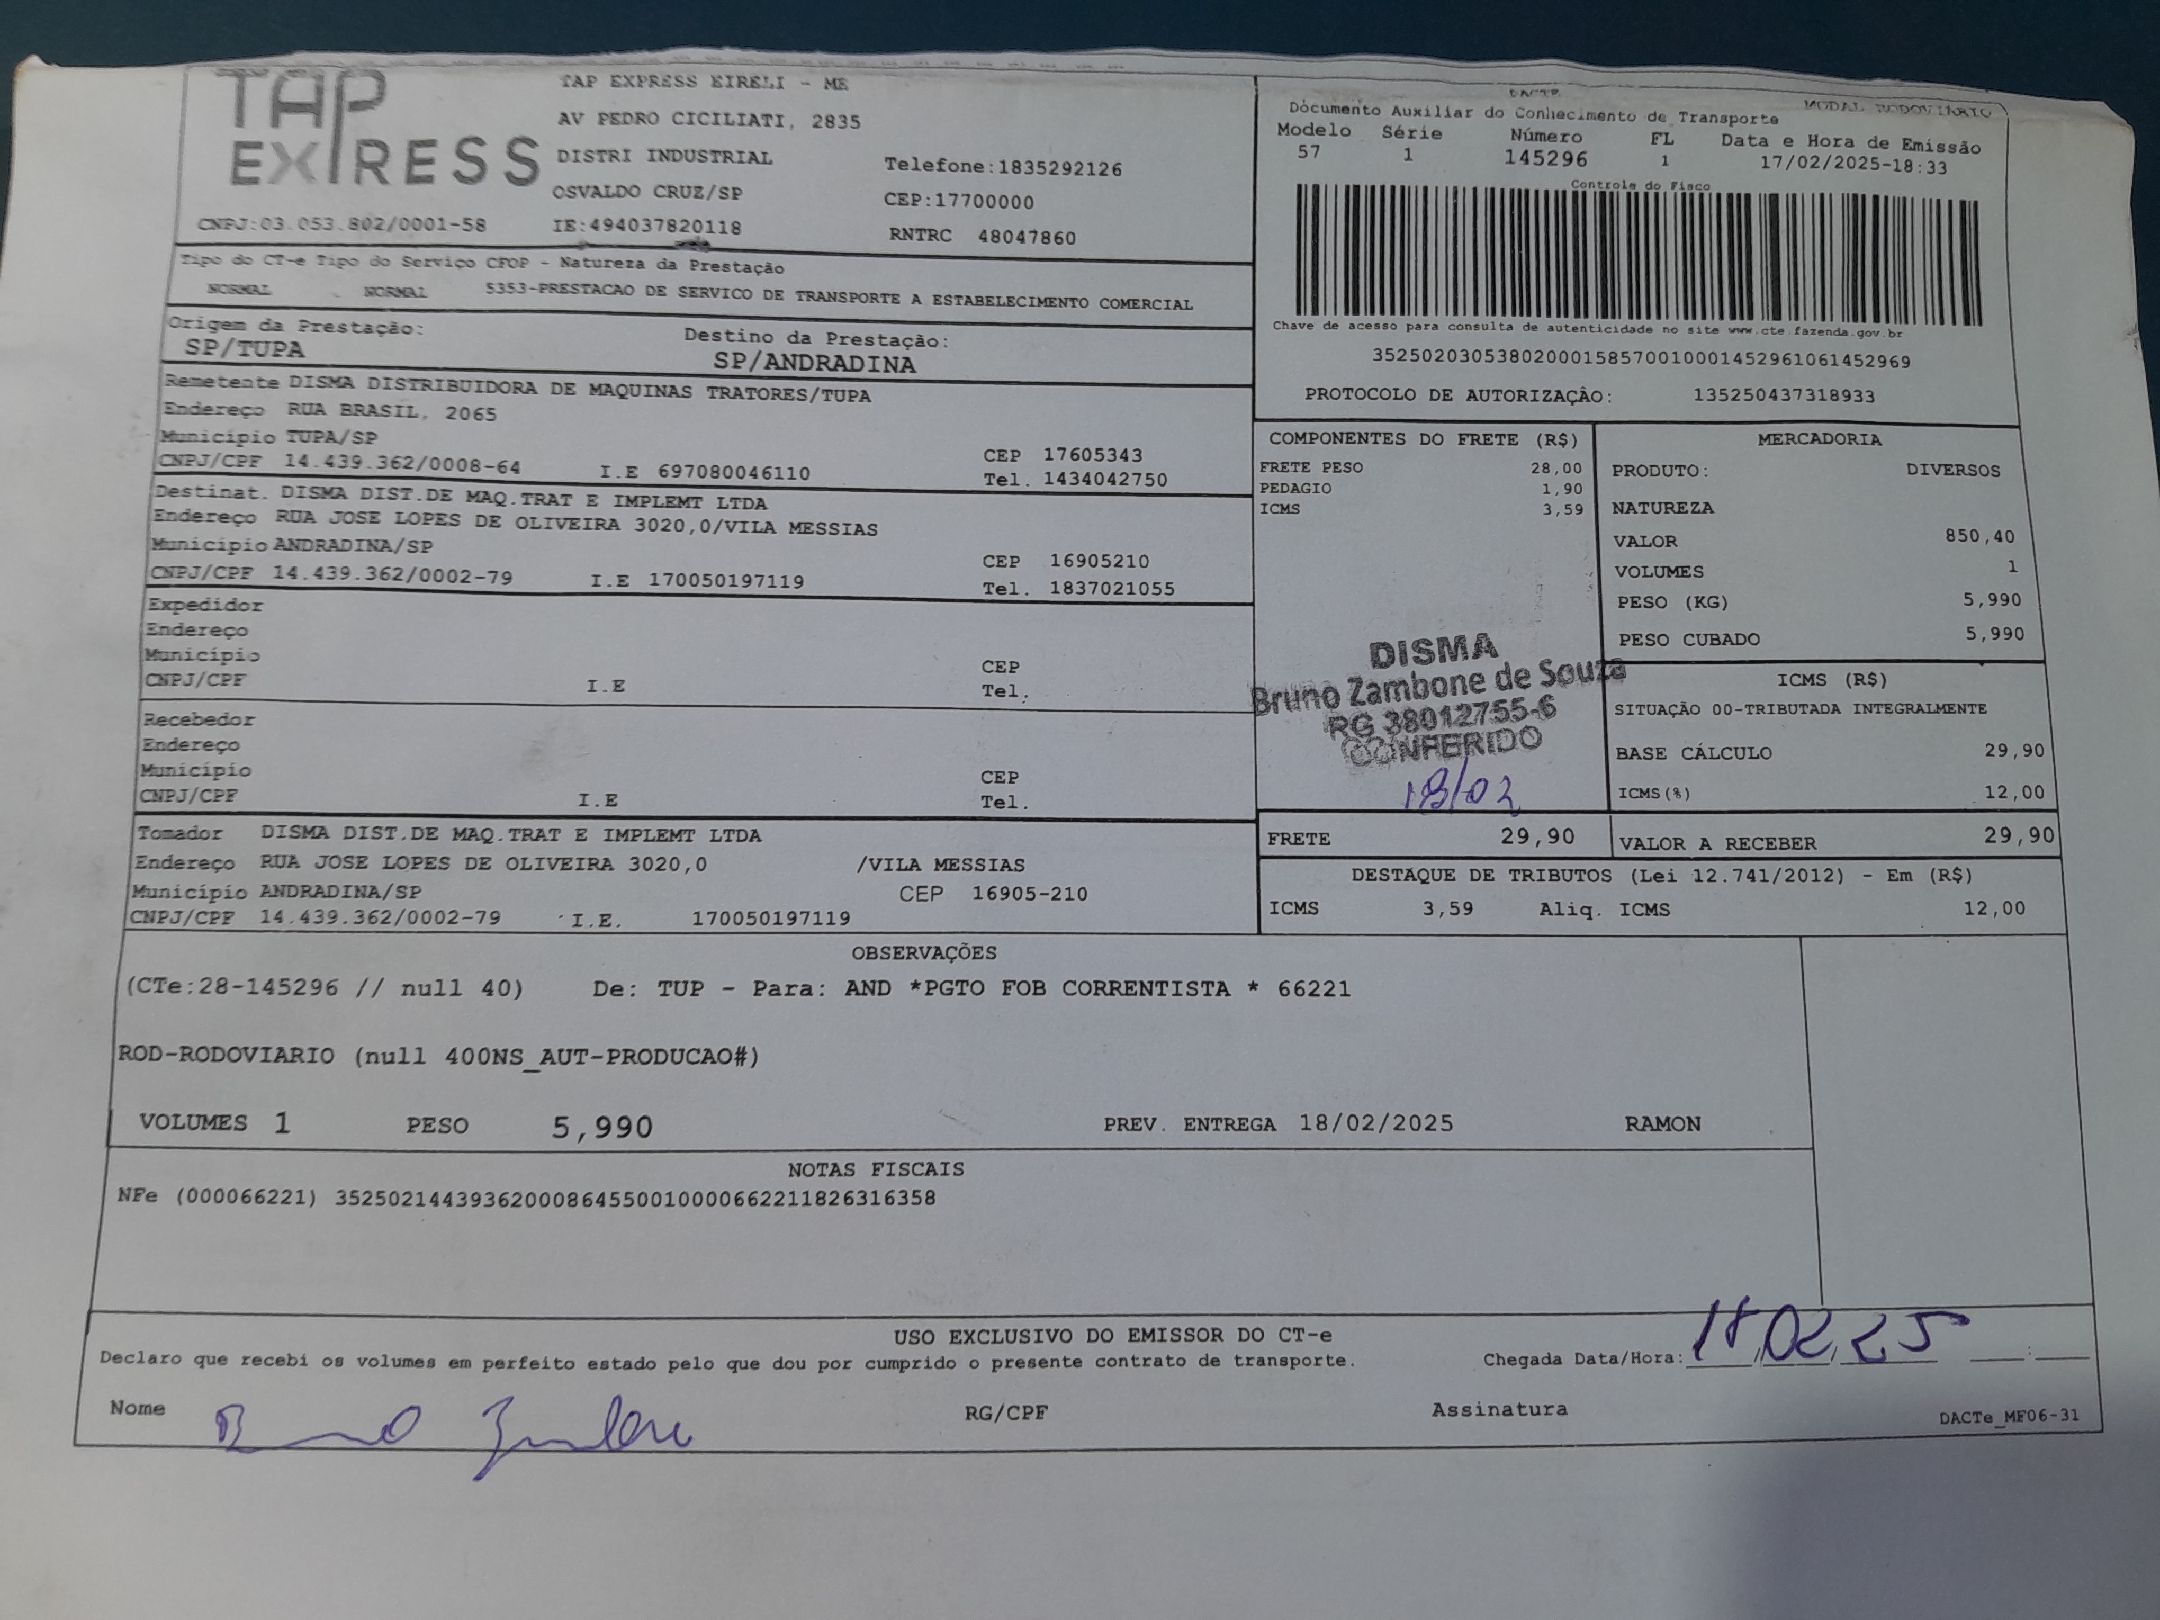 TAP
EXPRESS
TAP EXPRESS EIRELI - ME
AV PEDRO CICILIATI, 2835
DISTRI INDUSTRIAL
Telefone:1835292126
OSVALDO CRUZ/SP
CEP:17700000
CNPJ:03.053.802/0001-58
IE:494037820118
RNTRC 48047860
DACTE
MODAL RODOVIARIO
Documento Auxiliar do Conhecimento de Transporte
Modelo Série Número FL Data e Hora de Emissão
57 1 145296 1 17/02/2025-18:33
Controle do Fisco
Chave de acesso para consulta de autenticidade no site www.cte.fazenda.gov.br
35250203053802000158570010001452961061452969
PROTOCOLO DE AUTORIZAÇÂO: 135250437318933
Tipo do CT-e Tipo do Serviço CFOP - Natureza da Prestação
NORMAL NORMAL 5353-PRESTACAO DE SERVICO DE TRANSPORTE A ESTABELECIMENTO COMERCIAL
Origem da Prestação: Destino da Prestação:
SP/TUPA SP/ANDRADINA
Remetente DISMA DISTRIBUIDORA DE MAQUINAS TRATORES/TUPA
Endereço RUA BRASIL, 2065
Município TUPA/SP CEP 17605343
CNPJ/CPF 14.439.362/0008-64 I.E 697080046110 Tel. 1434042750
Destinat. DISMA DIST.DE MAQ.TRAT E IMPLEMT LTDA
Endereço RUA JOSE LOPES DE OLIVEIRA 3020,0/VILA MESSIAS
Município ANDRADINA/SP CEP 16905210
CNPJ/CPF 14.439.362/0002-79 I.E 170050197119 Tel. 1837021055
Expedidor
Endereço
Município CEP
CNPJ/CPF I.E Tel.
Recebedor
Endereço
Município CEP
CNPJ/CPF I.E Tel.
Tomador DISMA DIST.DE MAQ.TRAT E IMPLEMT LTDA
Endereço RUA JOSE LOPES DE OLIVEIRA 3020,0 /VILA MESSIAS
Município ANDRADINA/SP CEP 16905-210
CNPJ/CPF 14.439.362/0002-79 I.E. 170050197119
COMPONENTES DO FRETE (R$)
FRETE PESO 28,00
PEDAGIO 1,90
ICMS 3,59
DISMA
Bruno Zambone de Souza
RG 38012755-6
CONFERIDO
18/02
MERCADORIA
PRODUTO: DIVERSOS
NATUREZA
VALOR 850,40
VOLUMES 1
PESO (KG) 5,990
PESO CUBADO 5,990
ICMS (R$)
SITUAÇÃO 00-TRIBUTADA INTEGRALMENTE
BASE CÁLCULO 29,90
ICMS(%) 12,00
FRETE 29,90 VALOR A RECEBER 29,90
DESTAQUE DE TRIBUTOS (Lei 12.741/2012) - Em (R$)
ICMS 3,59 Aliq. ICMS 12,00
OBSERVAÇÕES
(CTe:28-145296 // null 40) De: TUP - Para: AND *PGTO FOB CORRENTISTA * 66221
ROD-RODOVIARIO (null 400NS_AUT-PRODUCAO#)
VOLUMES 1 PESO 5,990 PREV. ENTREGA 18/02/2025 RAMON
NOTAS FISCAIS
NFe (000066221) 35250214439362000864550010000662211826316358
USO EXCLUSIVO DO EMISSOR DO CT-e
Declaro que recebi os volumes em perfeito estado pelo que dou por cumprido o presente contrato de transporte. Chegada Data/Hora: 18/02/25
Nome RG/CPF Assinatura
DACTe_MF06-31